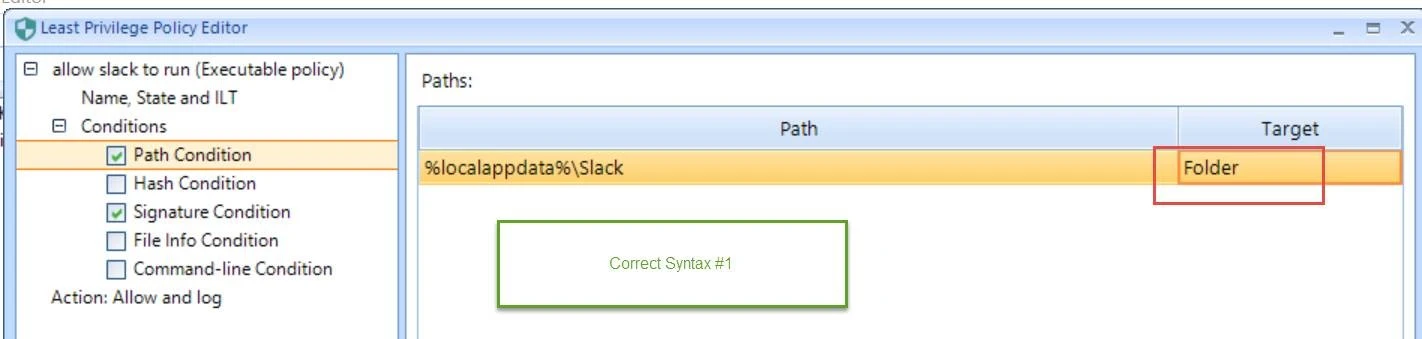 Least Privilege Policy Editor
allow slack to run (Executable policy)
Name, State and ILT
Conditions
Path Condition
Hash Condition
Signature Condition
File Info Condition
Command-line Condition
Action: Allow and log
Paths:
Path Target
%localappdata%\Slack Folder
Correct Syntax #1